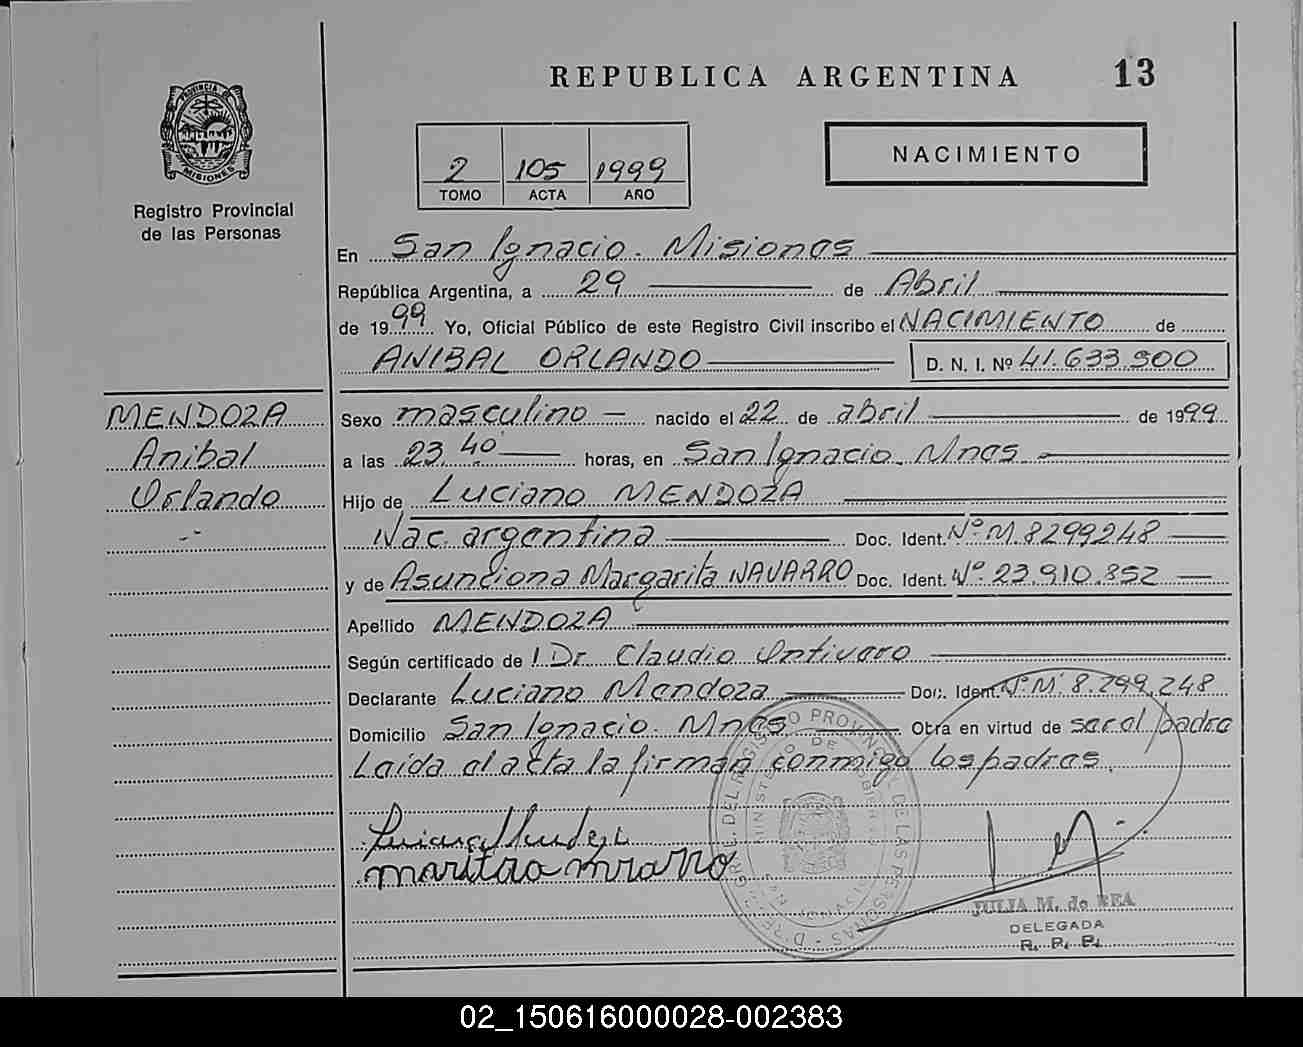 REPUBLICA ARGENTINA 13
PROVINCIA DE MISIONES
Registro Provincial
de las Personas
2 105 1999
TOMO ACTA AÑO
NACIMIENTO
En San Ignacio. Misiones
República Argentina, a 29 de Abril
de 1999 Yo, Oficial Público de este Registro Civil inscribo el NACIMIENTO de
ANIBAL ORLANDO D. N. I. Nº 41.633.900
MENDOZA
Anibal
Orlando
Sexo masculino nacido el 22 de abril de 1999
a las 23,40 horas, en San Ignacio. Mnes
Hijo de Luciano MENDOZA
Nac. argentina Doc. Ident. Nº M. 8299248
y de Asunciona Margarita NAVARRO Doc. Ident. Nº 23.910.852
Apellido MENDOZA
Según certificado de Dr. Claudio
Declarante Luciano Mendoza Doc. Ident. Nº M. 8.299.248
Domicilio San Ignacio. Mnes Obra en virtud de ser el padre
Leída el acta la firman conmigo los padres.
JULIA M. de REA
DELEGADA
R. P. P.
02_150616000028-002383